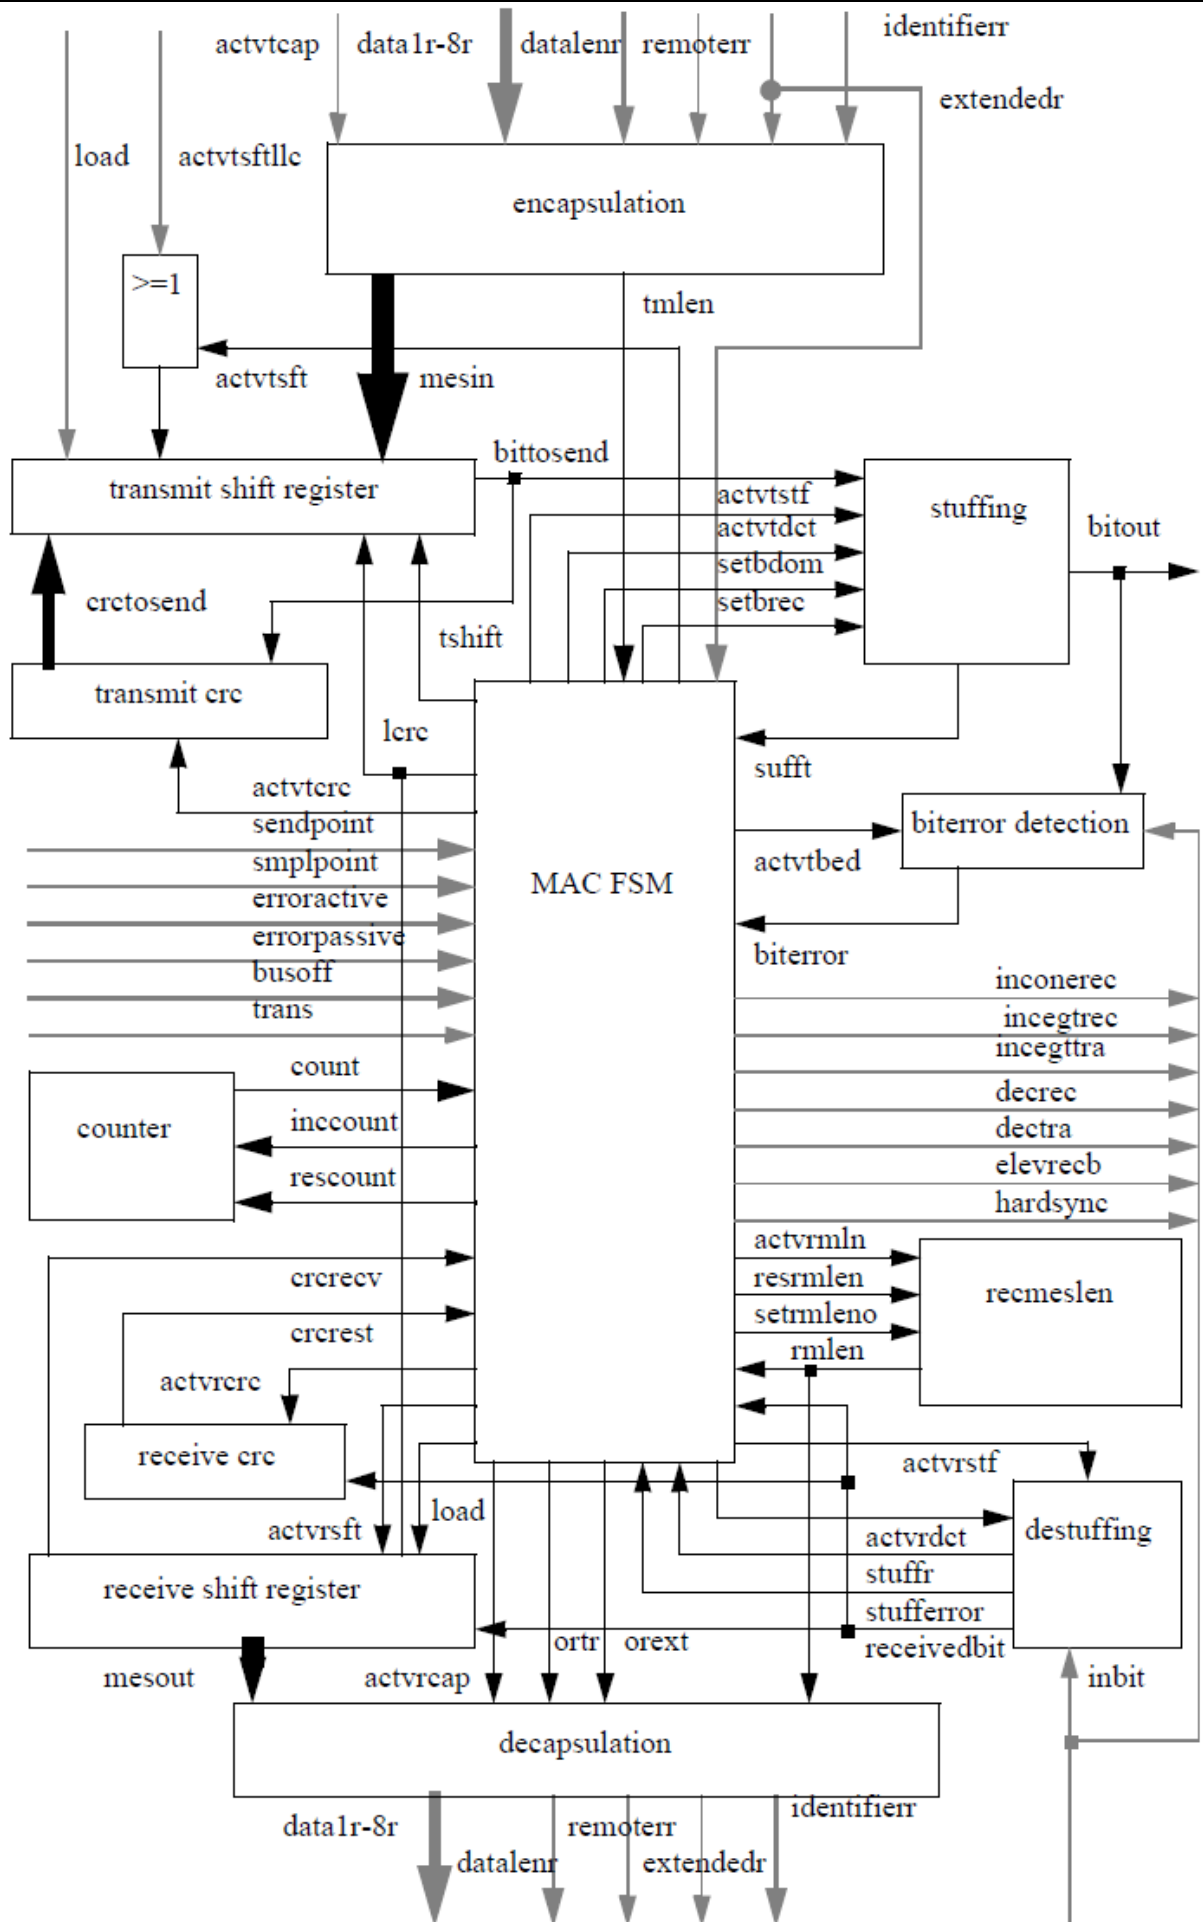 identifierr
actvtcap data1r-8r datalenr remoterr
extendedr
load actvtsftllc
encapsulation
>=1
tmlen
actvtsft mesin
bittosend
transmit shift register
actvtstf
stuffing
actvtdct
bitout
setbdom
crctosend
setbrec
tshift
transmit crc
lcrc
sufft
actvtcrc
sendpoint
biterror detection
smplpoint
actvtbed
MAC FSM
erroractive
errorpassive
biterror
busoff
inconerec
trans
incegtrec
incegttra
count
decrec
inccount
counter
dectra
elevrecb
rescount
hardsync
actvrmln
crcrecv
resrmlen
recmeslen
setrmleno
crcrest
rmlen
actvrcrc
receive crc
actvrstf
load
actvrsft
destuffing
actvrdct
stuffr
receive shift register
stufferror
ortr orext
receivedbit
mesout
actvrcap
inbit
decapsulation
identifierr
data1r-8r
remoterr
datalenr
extendedr